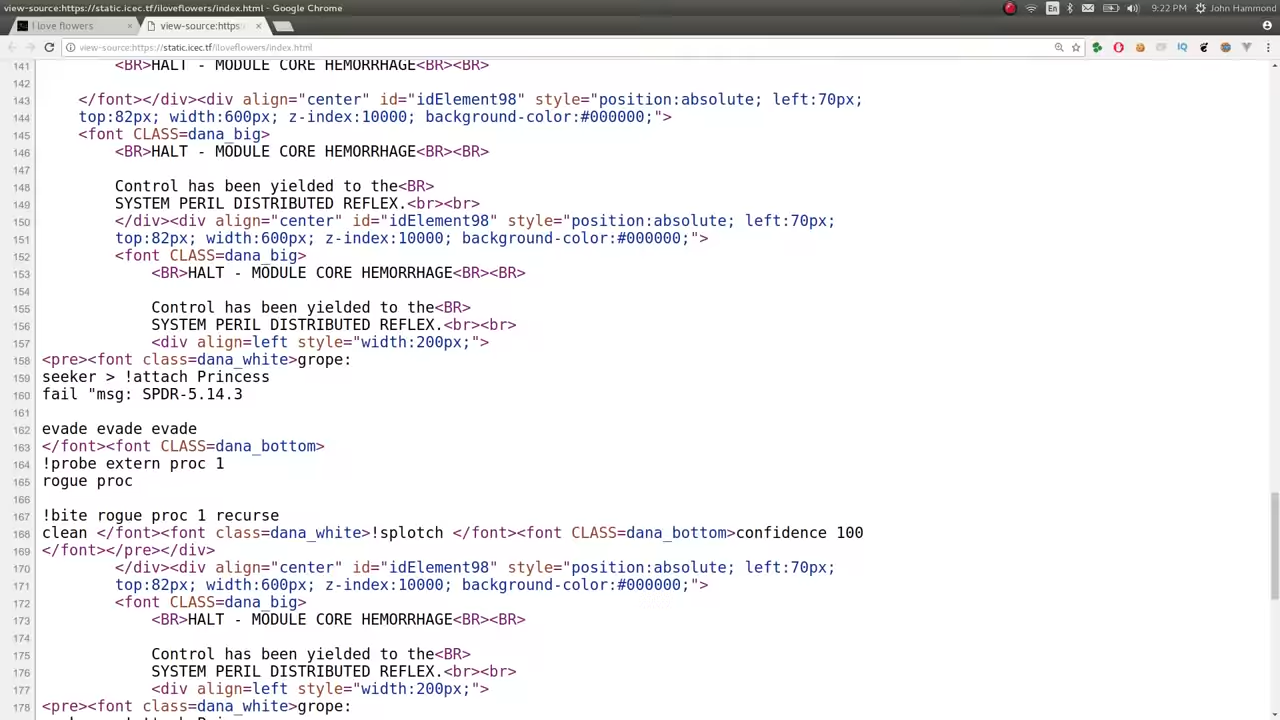 view-source:https://static.icec.tf/iloveflowers/index.html - Google Chrome
En
9:22 PM
John Hammond
I love flowers
view-source:https:
view-source:https://static.icec.tf/iloveflowers/index.html
141 <BR>HALT - MODULE CORE HEMORRHAGE<BR><BR>
142
143 </font></div><div align="center" id="idElement98" style="position:absolute; left:70px;
144 top:82px; width:600px; z-index:10000; background-color:#000000;">
145 <font CLASS=dana_big>
146 <BR>HALT - MODULE CORE HEMORRHAGE<BR><BR>
147
148 Control has been yielded to the<BR>
149 SYSTEM PERIL DISTRIBUTED REFLEX.<br><br>
150 </div><div align="center" id="idElement98" style="position:absolute; left:70px;
151 top:82px; width:600px; z-index:10000; background-color:#000000;">
152 <font CLASS=dana_big>
153 <BR>HALT - MODULE CORE HEMORRHAGE<BR><BR>
154
155 Control has been yielded to the<BR>
156 SYSTEM PERIL DISTRIBUTED REFLEX.<br><br>
157 <div align=left style="width:200px;">
158 <pre><font class=dana_white>grope:
159 seeker > !attach Princess
160 fail "msg: SPDR-5.14.3
161
162 evade evade evade
163 </font><font CLASS=dana_bottom>
164 !probe extern proc 1
165 rogue proc
166
167 !bite rogue proc 1 recurse
168 clean </font><font class=dana_white>!splotch </font><font CLASS=dana_bottom>confidence 100
169 </font></pre></div>
170 </div><div align="center" id="idElement98" style="position:absolute; left:70px;
171 top:82px; width:600px; z-index:10000; background-color:#000000;">
172 <font CLASS=dana_big>
173 <BR>HALT - MODULE CORE HEMORRHAGE<BR><BR>
174
175 Control has been yielded to the<BR>
176 SYSTEM PERIL DISTRIBUTED REFLEX.<br><br>
177 <div align=left style="width:200px;">
178 <pre><font class=dana_white>grope: